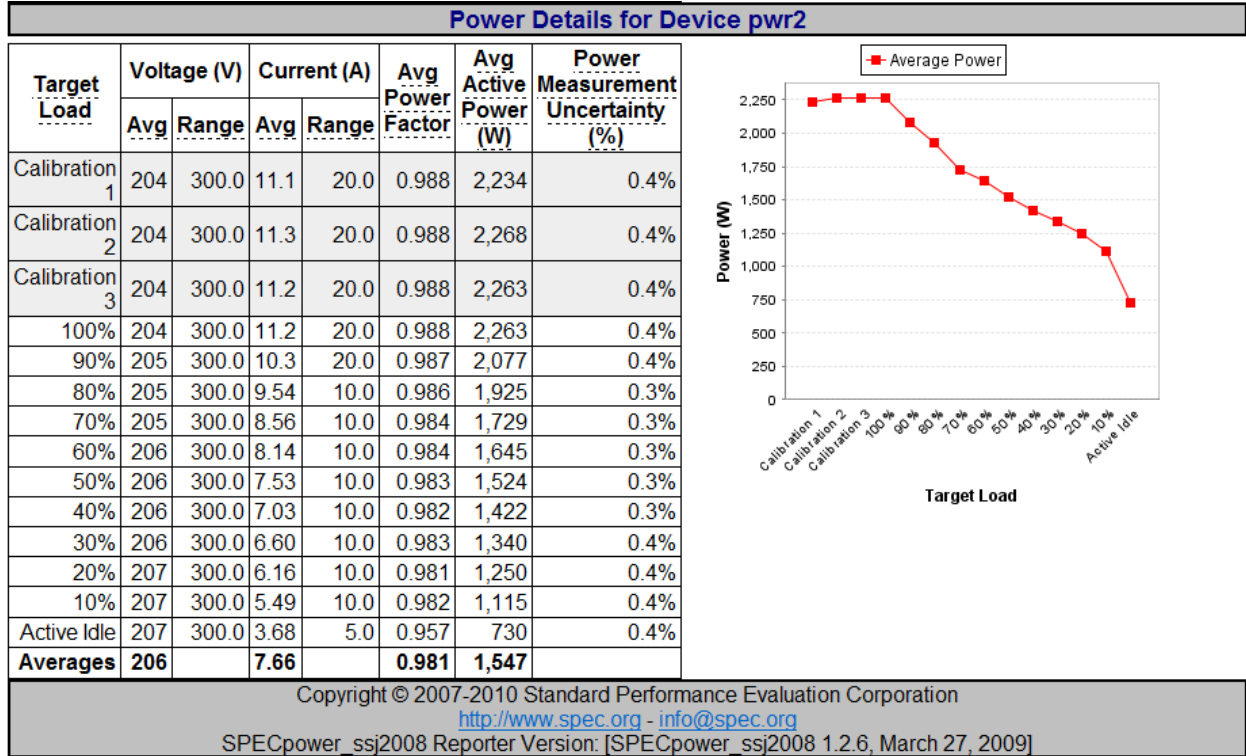 Power Details for Device pwr2
Target Load | Voltage (V) | Current (A) | Avg Power Factor | Avg Active Power (W) | Power Measurement Uncertainty (%)
Avg | Range | Avg | Range
Calibration 1 | 204 | 300.0 | 11.1 | 20.0 | 0.988 | 2,234 | 0.4%
Calibration 2 | 204 | 300.0 | 11.3 | 20.0 | 0.988 | 2,268 | 0.4%
Calibration 3 | 204 | 300.0 | 11.2 | 20.0 | 0.988 | 2,263 | 0.4%
100% | 204 | 300.0 | 11.2 | 20.0 | 0.988 | 2,263 | 0.4%
90% | 205 | 300.0 | 10.3 | 20.0 | 0.987 | 2,077 | 0.4%
80% | 205 | 300.0 | 9.54 | 10.0 | 0.986 | 1,925 | 0.3%
70% | 205 | 300.0 | 8.56 | 10.0 | 0.984 | 1,729 | 0.3%
60% | 206 | 300.0 | 8.14 | 10.0 | 0.984 | 1,645 | 0.3%
50% | 206 | 300.0 | 7.53 | 10.0 | 0.983 | 1,524 | 0.3%
40% | 206 | 300.0 | 7.03 | 10.0 | 0.982 | 1,422 | 0.3%
30% | 206 | 300.0 | 6.60 | 10.0 | 0.983 | 1,340 | 0.4%
20% | 207 | 300.0 | 6.16 | 10.0 | 0.981 | 1,250 | 0.4%
10% | 207 | 300.0 | 5.49 | 10.0 | 0.982 | 1,115 | 0.4%
Active Idle | 207 | 300.0 | 3.68 | 5.0 | 0.957 | 730 | 0.4%
Averages | 206 | | 7.66 | | 0.981 | 1,547
Average Power
Power (W)
2,250
2,000
1,750
1,500
1,250
1,000
750
500
250
0
Calibration 1
Calibration 2
Calibration 3
100%
90%
80%
70%
60%
50%
40%
30%
20%
10%
Active Idle
Target Load
Copyright © 2007-2010 Standard Performance Evaluation Corporation
http://www.spec.org - info@spec.org
SPECpower_ssj2008 Reporter Version: [SPECpower_ssj2008 1.2.6, March 27, 2009]